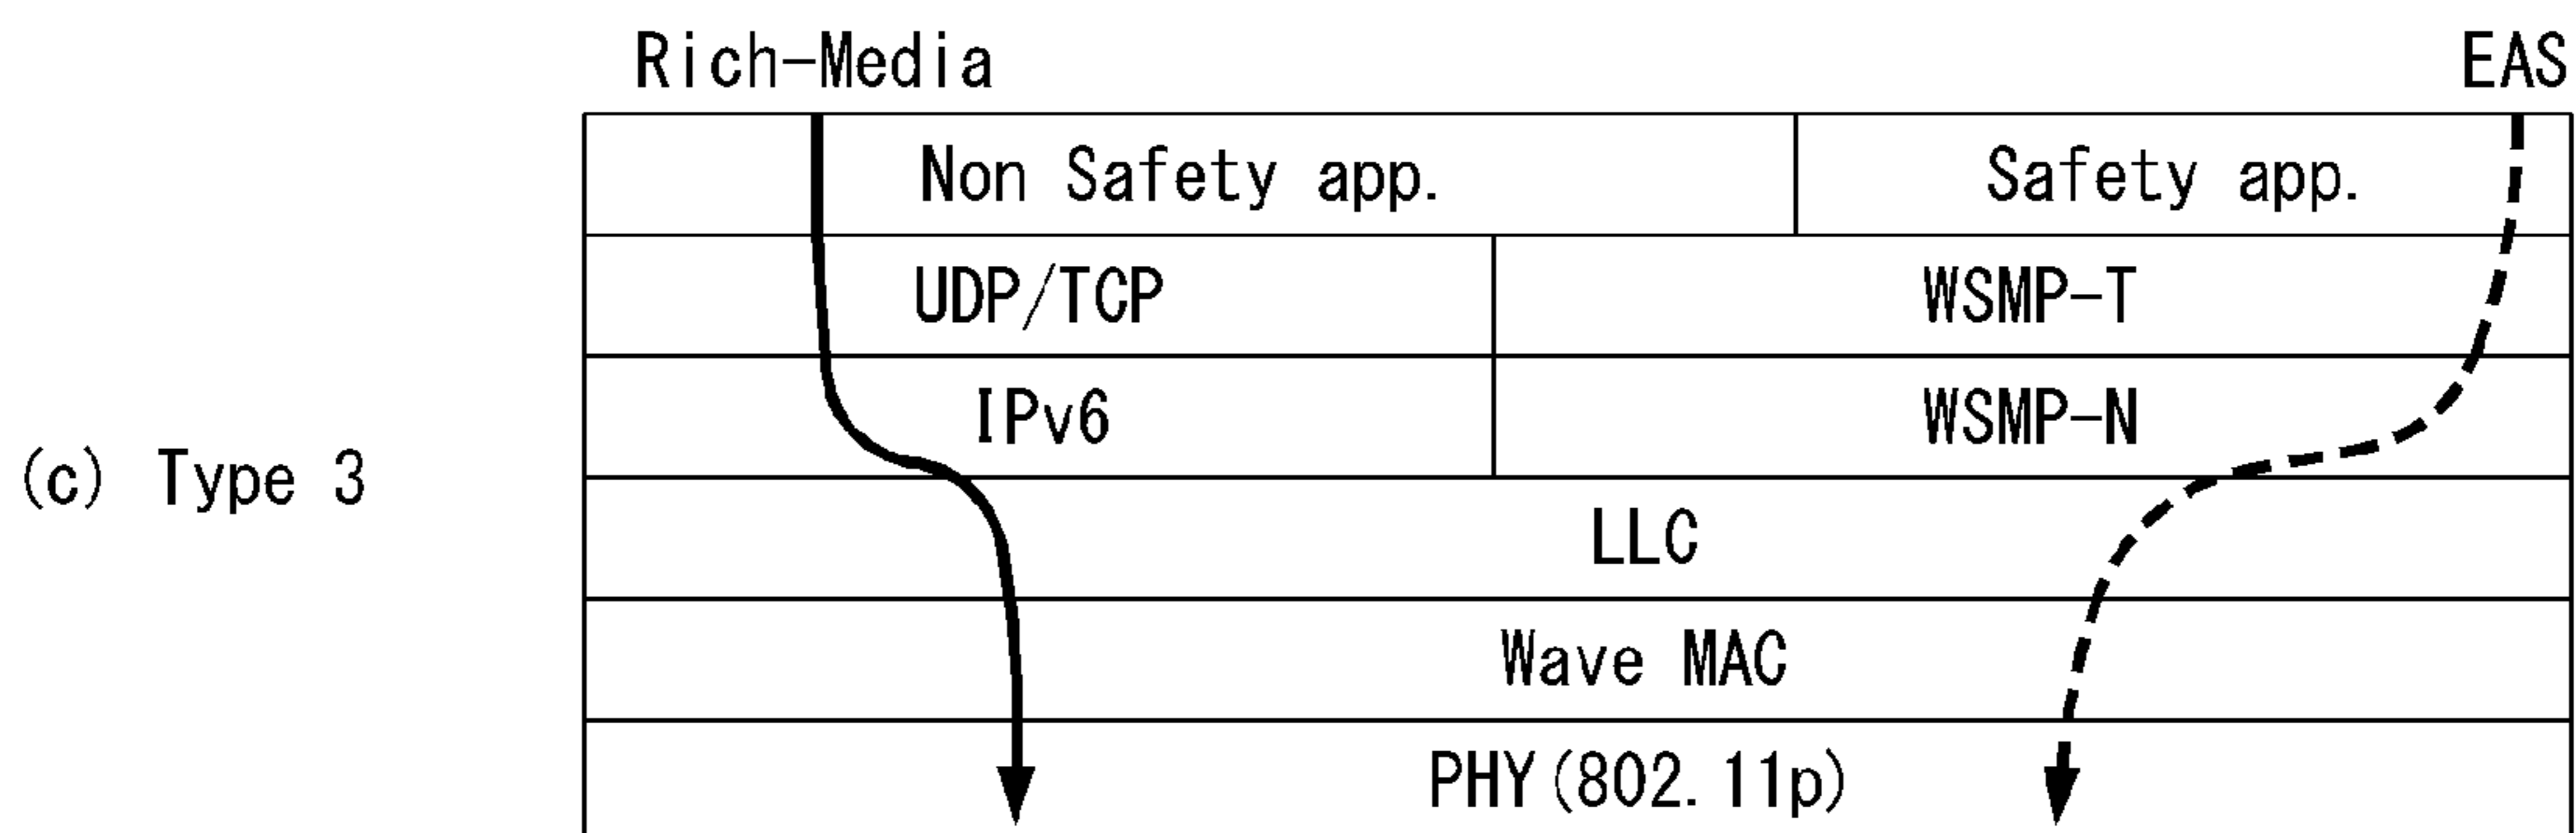 Rich-Media EAS
Non Safety app. Safety app.
UDP/TCP WSMP-T
IPv6 WSMP-N
(c) Type 3
LLC
Wave MAC
PHY(802.11p)